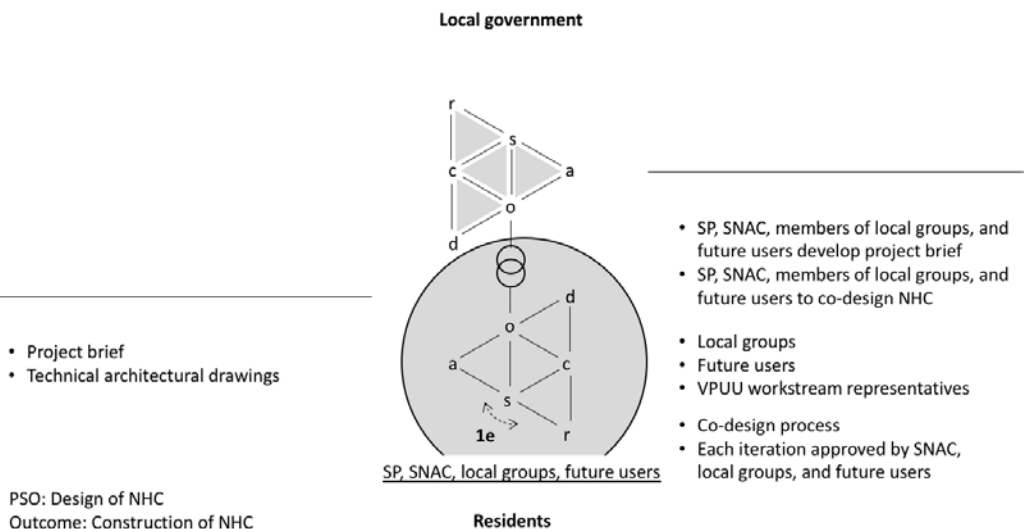 Local government
r
s
c
a
o
d
• SP, SNAC, members of local groups, and
future users develop project brief
• SP, SNAC, members of local groups, and
future users to co-design NHC
d
o
• Project brief
• Technical architectural drawings
a
c
• Local groups
• Future users
• VPUU workstream representatives
s
1e
r
• Co-design process
• Each iteration approved by SNAC,
local groups, and future users
SP, SNAC, local groups, future users
PSO: Design of NHC
Outcome: Construction of NHC
Residents